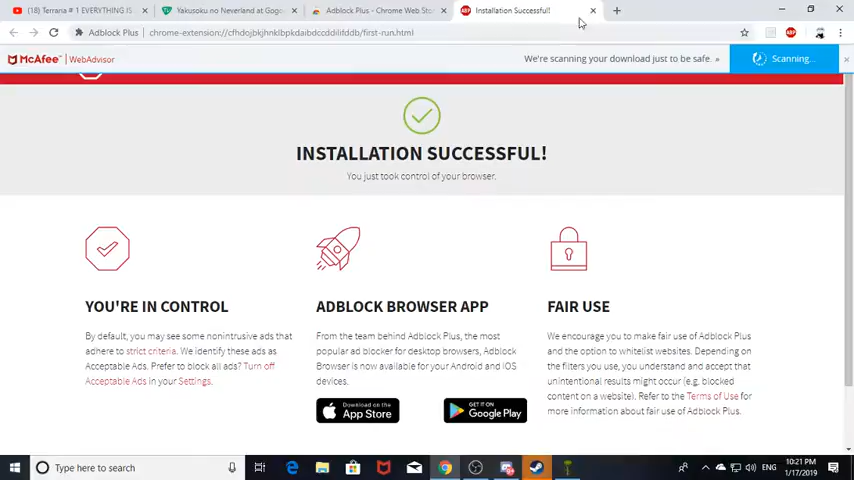 (18) Terraria # 1 EVERYTHING IS
Yakusoku no Neverland at Gogo
Adblock Plus - Chrome Web Sto
Installation Successful!
Adblock Plus | chrome-extension://cfhdojbkjhnklbpkdaibdccddilifddb/first-run.html
ABP
McAfee™ | WebAdvisor
We're scanning your download just to be safe. »
Scanning...
INSTALLATION SUCCESSFUL!
You just took control of your browser.
YOU'RE IN CONTROL
By default, you may see some nonintrusive ads that
adhere to strict criteria. We identify these ads as
Acceptable Ads. Prefer to block all ads? Turn off
Acceptable Ads in your Settings.
ADBLOCK BROWSER APP
From the team behind Adblock Plus, the most
popular ad blocker for desktop browsers, Adblock
Browser is now available for your Android and iOS
devices.
Download on the
App Store
GET IT ON
Google Play
FAIR USE
We encourage you to make fair use of Adblock Plus
and the option to whitelist websites. Depending on
the filters you use, you understand and accept that
unintentional results might occur (e.g. blocked
content on a website). Refer to the Terms of Use for
more information about fair use of Adblock Plus.
Type here to search
ENG
10:21 PM
1/17/2019